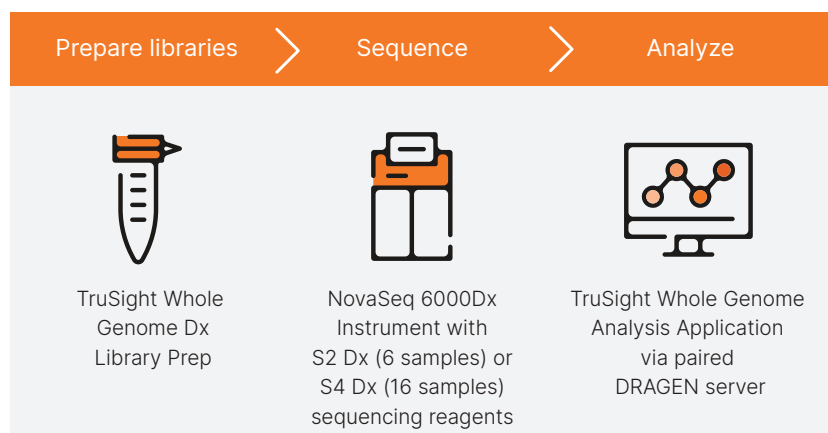 Prepare libraries
Sequence
Analyze
TruSight Whole
Genome Dx
Library Prep
NovaSeq 6000Dx
Instrument with
S2 Dx (6 samples) or
S4 Dx (16 samples)
sequencing reagents
TruSight Whole Genome
Analysis Application
via paired
DRAGEN server